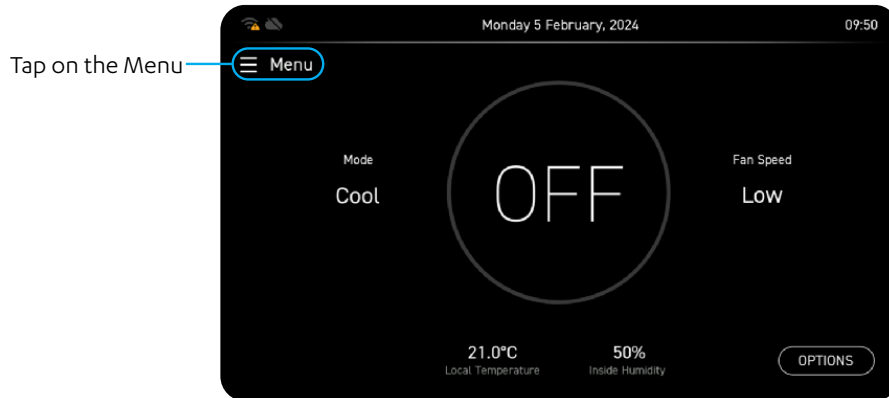 Monday 5 February, 2024 09:50
Tap on the Menu
Menu
Mode
Cool
OFF
Fan Speed
Low
21.0°C
Local Temperature
50%
Inside Humidity
OPTIONS